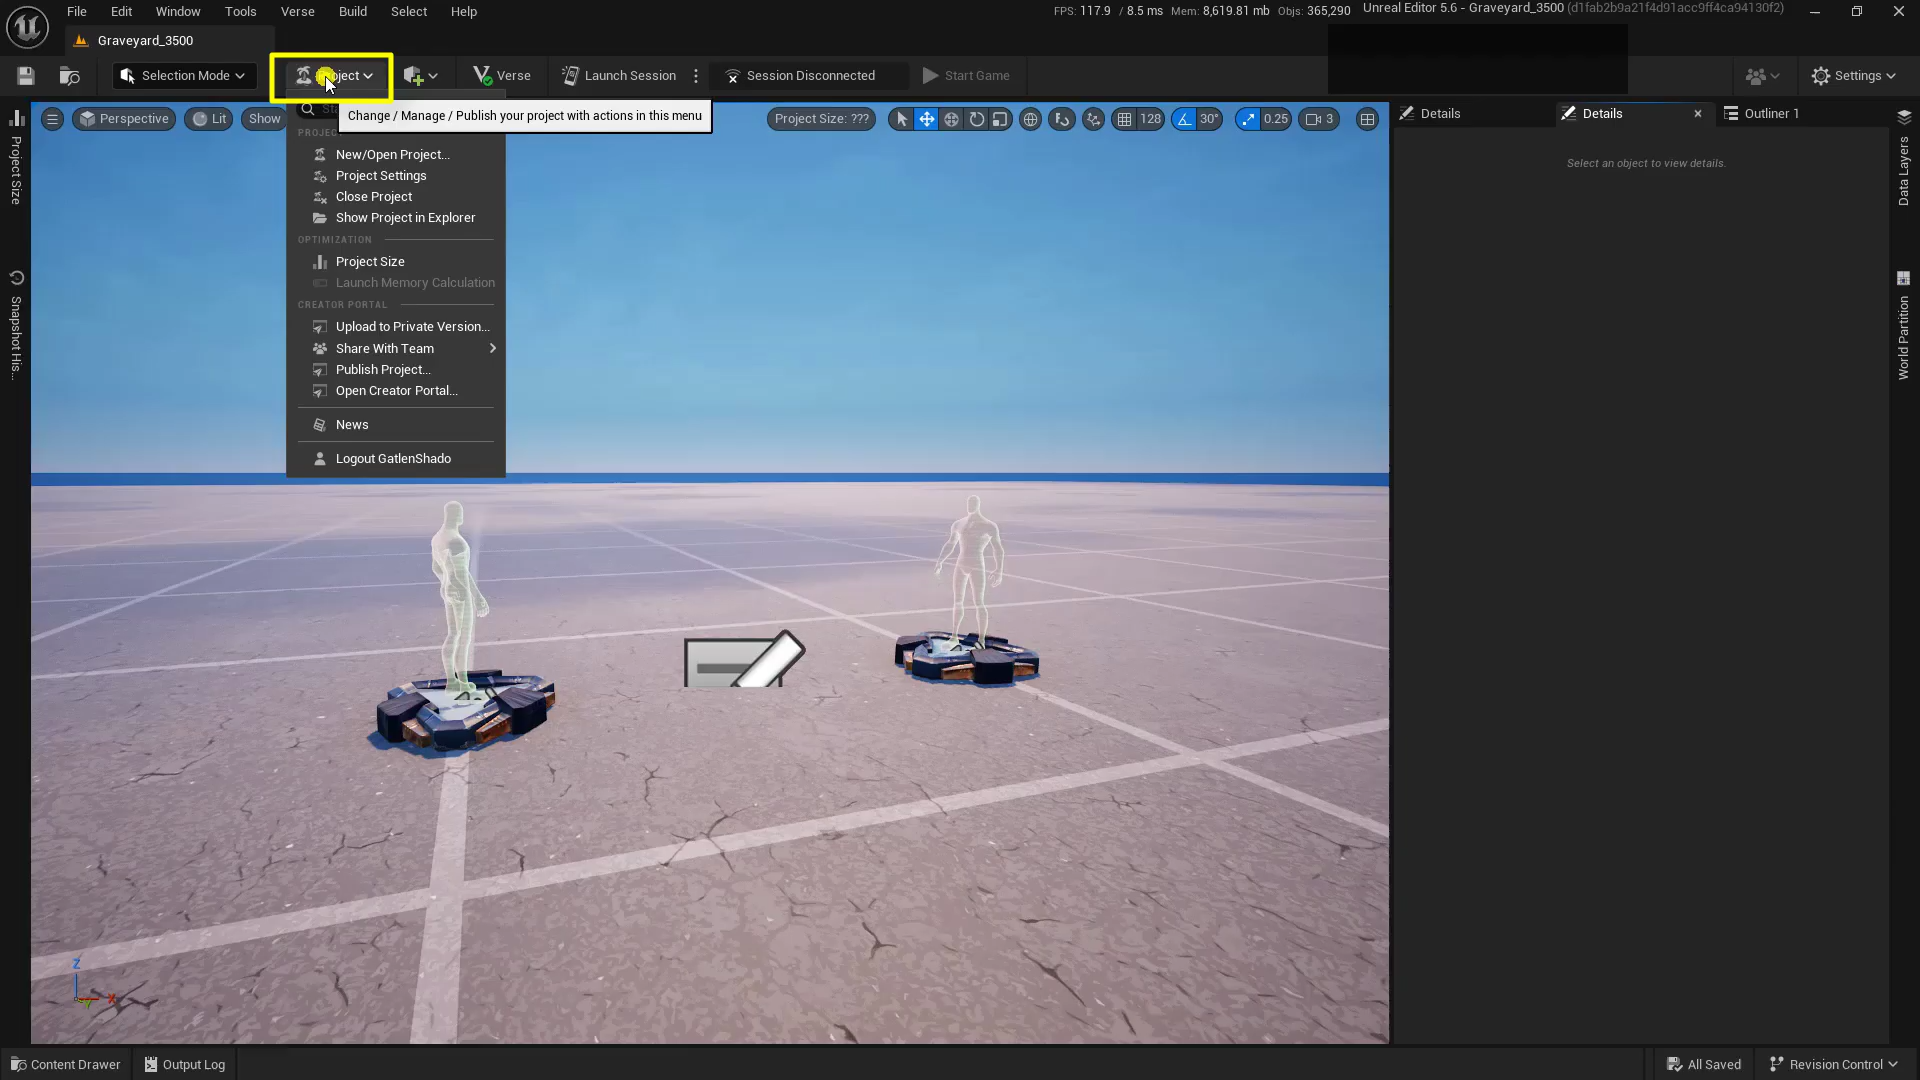 File Edit Window Tools Verse Build Select Help
FPS: 117.9 / 8.5 ms Mem: 8,619.81 mb Objs: 365,290 Unreal Editor 5.6 - Graveyard_3500 (d1fab2b9a21f4d91acc9ff4ca94130f2)
Graveyard_3500
Selection Mode
Verse Launch Session Session Disconnected Start Game Settings
Change / Manage / Publish your project with actions in this menu
Perspective Lit Show Project Size: ??? 128 30° 0.25 3
Details Details Outliner 1
Select an object to view details.
New/Open Project...
Project Settings
Close Project
Show Project in Explorer
OPTIMIZATION
Project Size
Launch Memory Calculation
CREATOR PORTAL
Upload to Private Version...
Share With Team
Publish Project...
Open Creator Portal...
News
Logout GatlenShado
Project Size
Snapshot His...
Data Layers
World Partition
Z
X
Content Drawer Output Log All Saved Revision Control